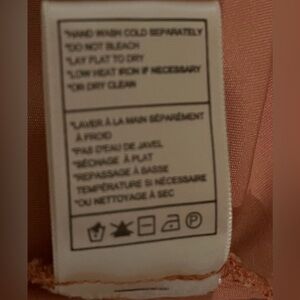 *HAND WASH COLD SEPARATELY
*DO NOT BLEACH
*LAY FLAT TO DRY
*LOW HEAT IRON IF NECESSARY
*OR DRY CLEAN
*LAVER À LA MAIN SÉPARÉMENT
À FROID
*PAS D'EAU DE JAVEL
*SÉCHAGE À PLAT
*REPASSAGE À BASSE
TEMPÉRATURE SI NÉCESSAIRE
*OU NETTOYAGE À SEC
P